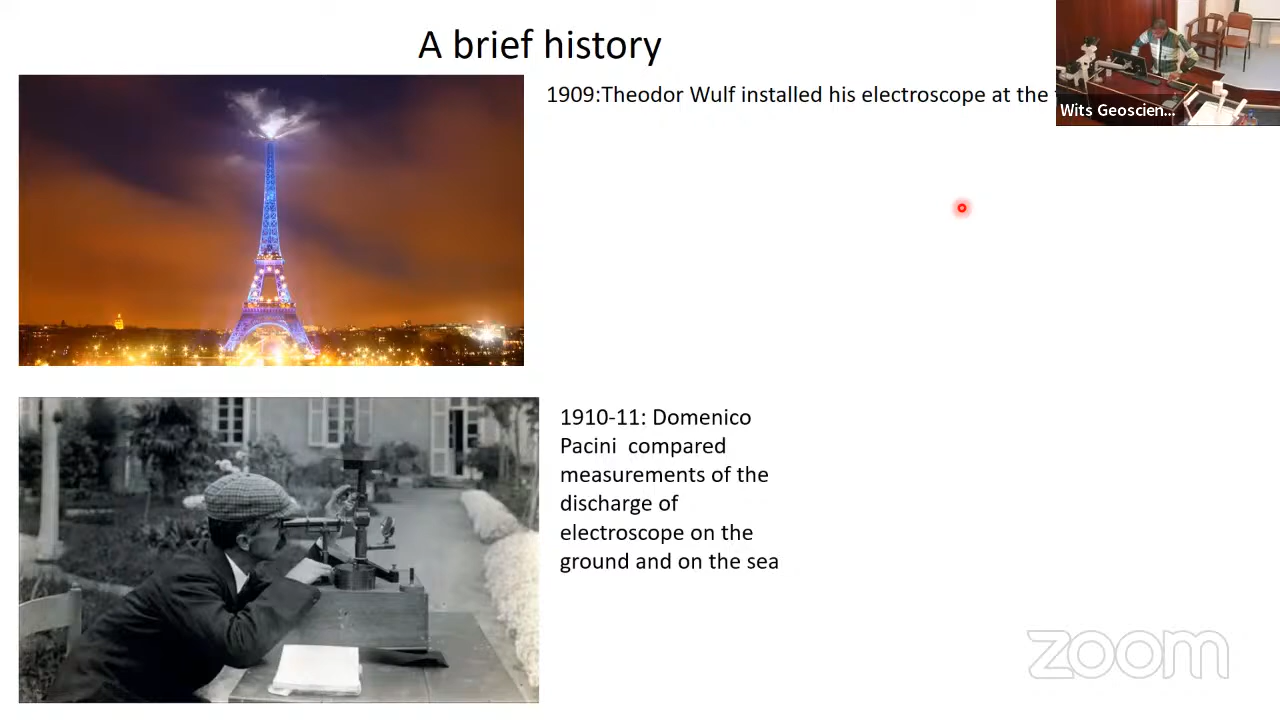 A brief history
1909:Theodor Wulf installed his electroscope at the
Wits Geoscien...
1910-11: Domenico
Pacini compared
measurements of the
discharge of
electroscope on the
ground and on the sea
zoom